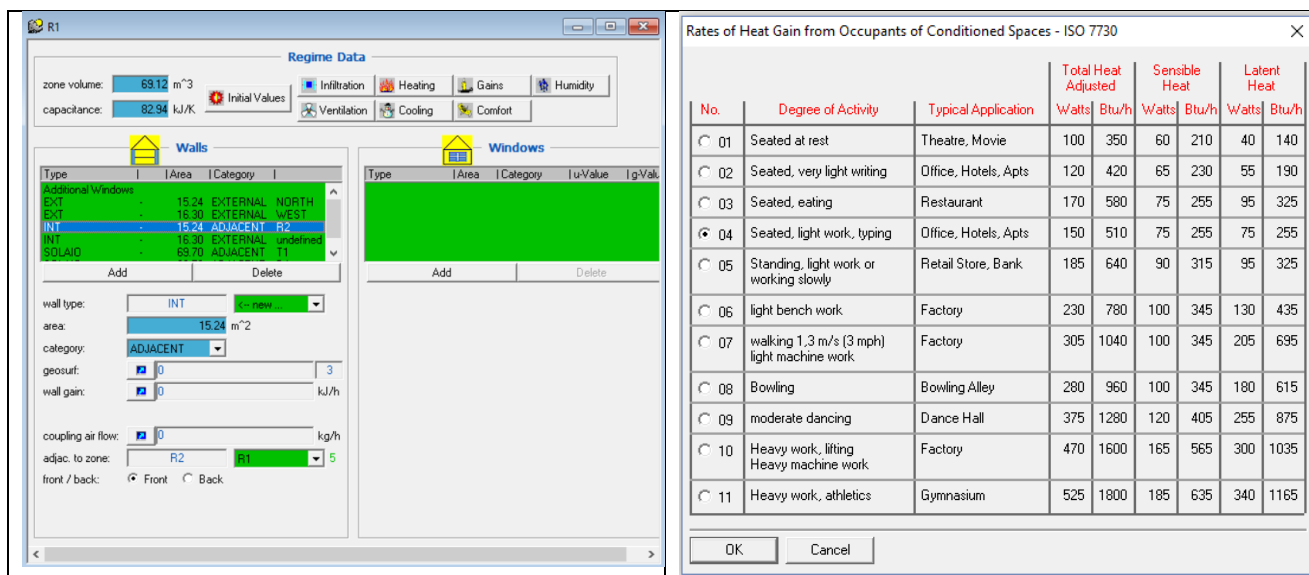 R1
Regime Data
zone volume: 69.12 m^3
capacitance: 82.94 kJ/K
Initial Values
Infiltration Heating Gains Humidity
Ventilation Cooling Comfort
Walls
Type | |Area |Category |
Additional Windows
EXT - 15.24 EXTERNAL NORTH
EXT - 16.30 EXTERNAL WEST
INT - 15.24 ADJACENT R2
INT - 16.30 EXTERNAL undefined
SOLAIO - 69.70 ADJACENT T1
Add Delete
wall type: INT <-- new ...
area: 15.24 m^2
category: ADJACENT
geosurf: 0 3
wall gain: 0 kJ/h
coupling air flow: 0 kg/h
adjac. to zone: R2 R1 5
front / back: Front Back
Windows
Type |Area |Category |u-Value |g-Valu
Add Delete
Rates of Heat Gain from Occupants of Conditioned Spaces - ISO 7730
Total Heat Adjusted Sensible Heat Latent Heat
No. Degree of Activity Typical Application Watts Btu/h Watts Btu/h Watts Btu/h
01 Seated at rest Theatre, Movie 100 350 60 210 40 140
02 Seated, very light writing Office, Hotels, Apts 120 420 65 230 55 190
03 Seated, eating Restaurant 170 580 75 255 95 325
04 Seated, light work, typing Office, Hotels, Apts 150 510 75 255 75 255
05 Standing, light work or working slowly Retail Store, Bank 185 640 90 315 95 325
06 light bench work Factory 230 780 100 345 130 435
07 walking 1,3 m/s (3 mph) light machine work Factory 305 1040 100 345 205 695
08 Bowling Bowling Alley 280 960 100 345 180 615
09 moderate dancing Dance Hall 375 1280 120 405 255 875
10 Heavy work, lifting Heavy machine work Factory 470 1600 165 565 300 1035
11 Heavy work, athletics Gymnasium 525 1800 185 635 340 1165
OK Cancel